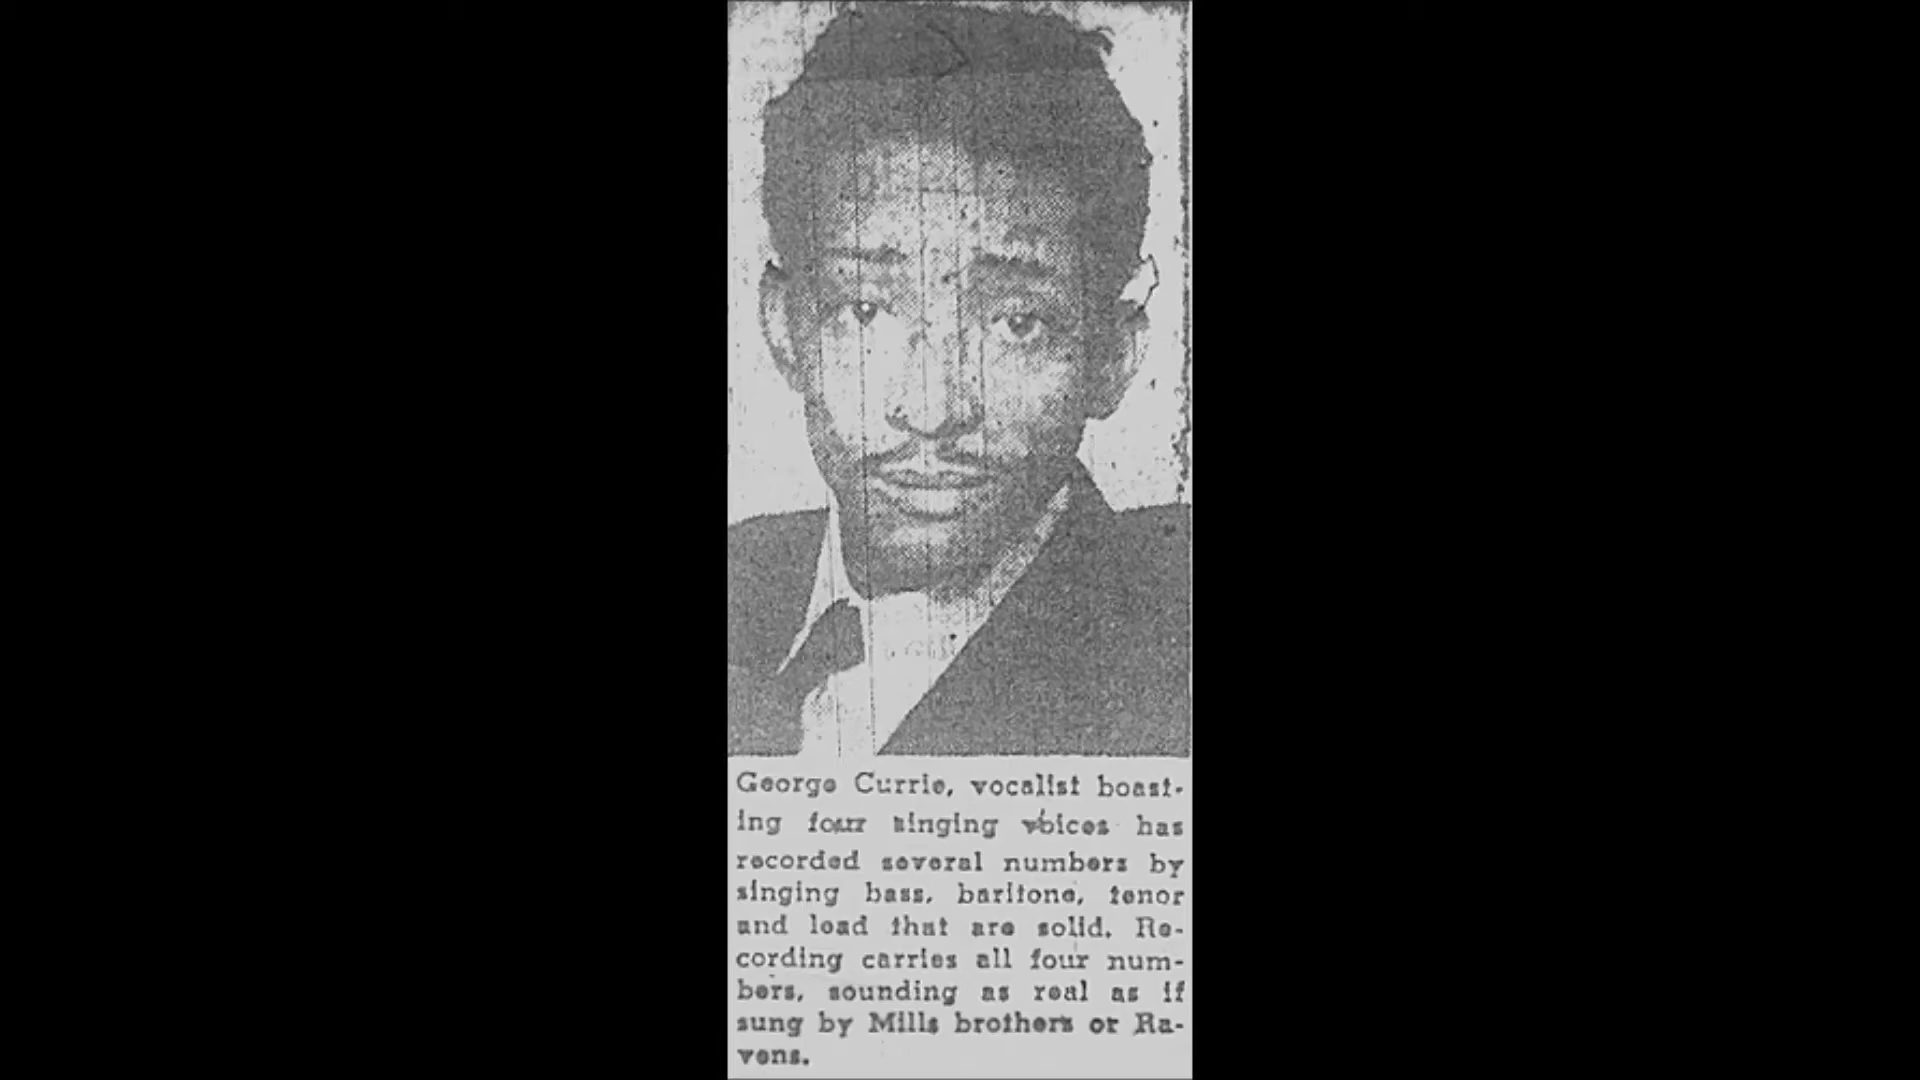 George Currie, vocalist boast-
ing four singing voices has
recorded several numbers by
singing bass, baritone, tenor
and lead that are solid. Re-
cording carries all four num-
bers, sounding as real as if
sung by Mills brothers or Ra-
vens.